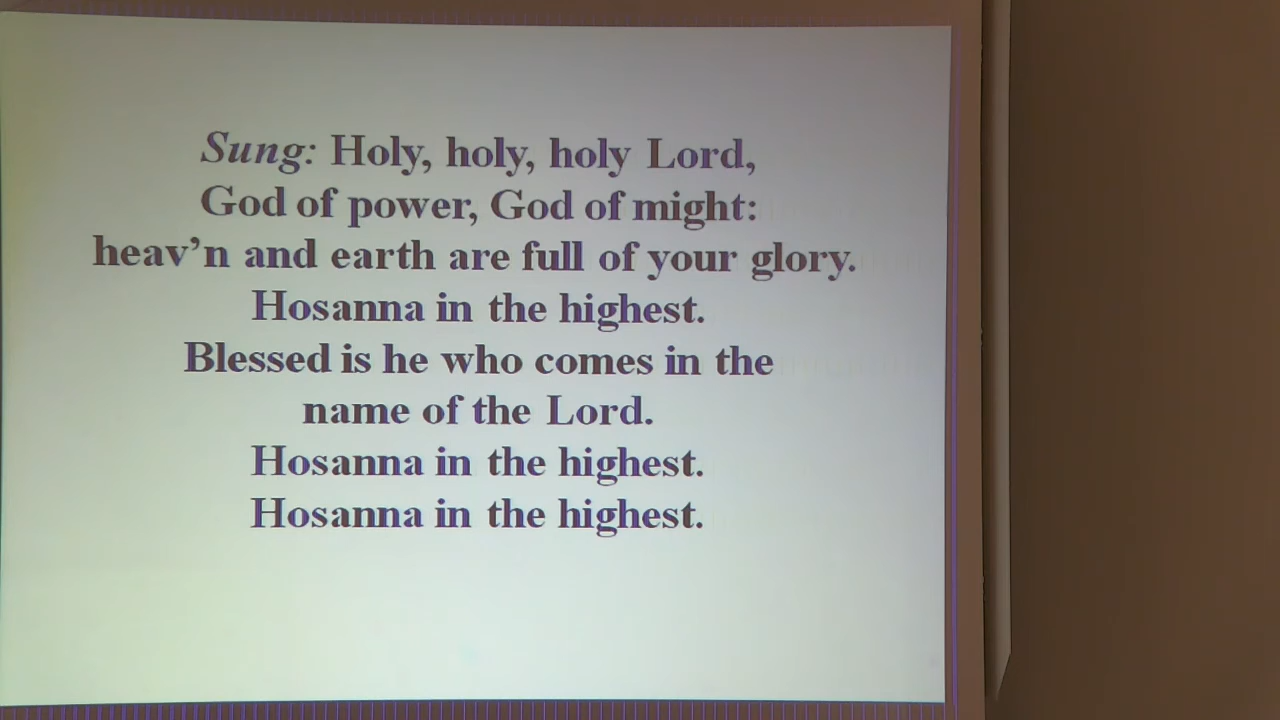 Sung: Holy, holy, holy Lord,
God of power, God of might:
heav’n and earth are full of your glory.
Hosanna in the highest.
Blessed is he who comes in the
name of the Lord.
Hosanna in the highest.
Hosanna in the highest.